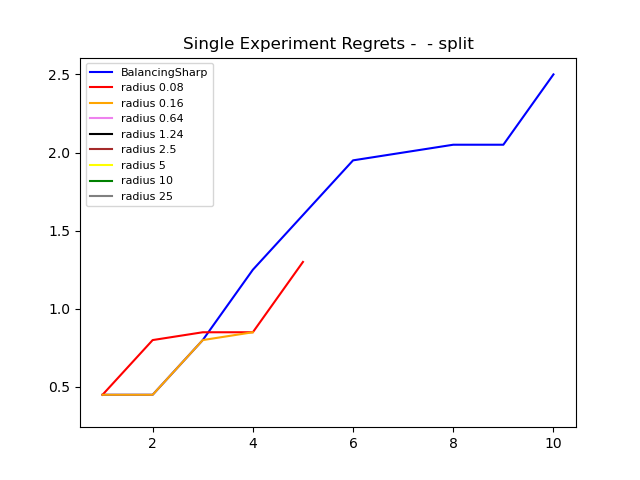 Single Experiment Regrets -  - split
2.5
2.0
1.5
1.0
0.5
BalancingSharp
radius 0.08
radius 0.16
radius 0.64
radius 1.24
radius 2.5
radius 5
radius 10
radius 25
2 4 6 8 10